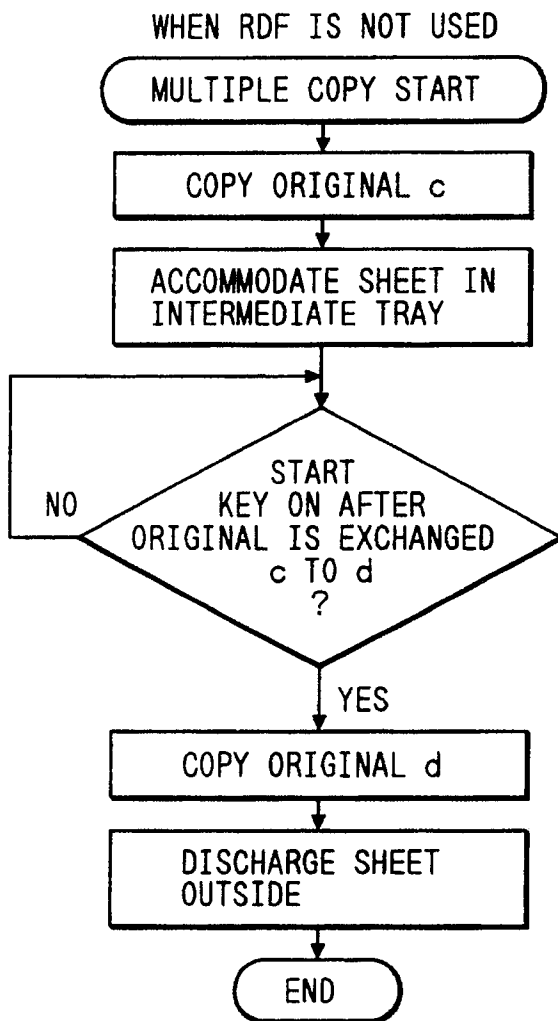 WHEN RDF IS NOT USED
MULTIPLE COPY START
COPY ORIGINAL c
ACCOMMODATE SHEET IN
INTERMEDIATE TRAY
START
KEY ON AFTER
ORIGINAL IS EXCHANGED
c TO d
?
NO
YES
COPY ORIGINAL d
DISCHARGE SHEET
OUTSIDE
END